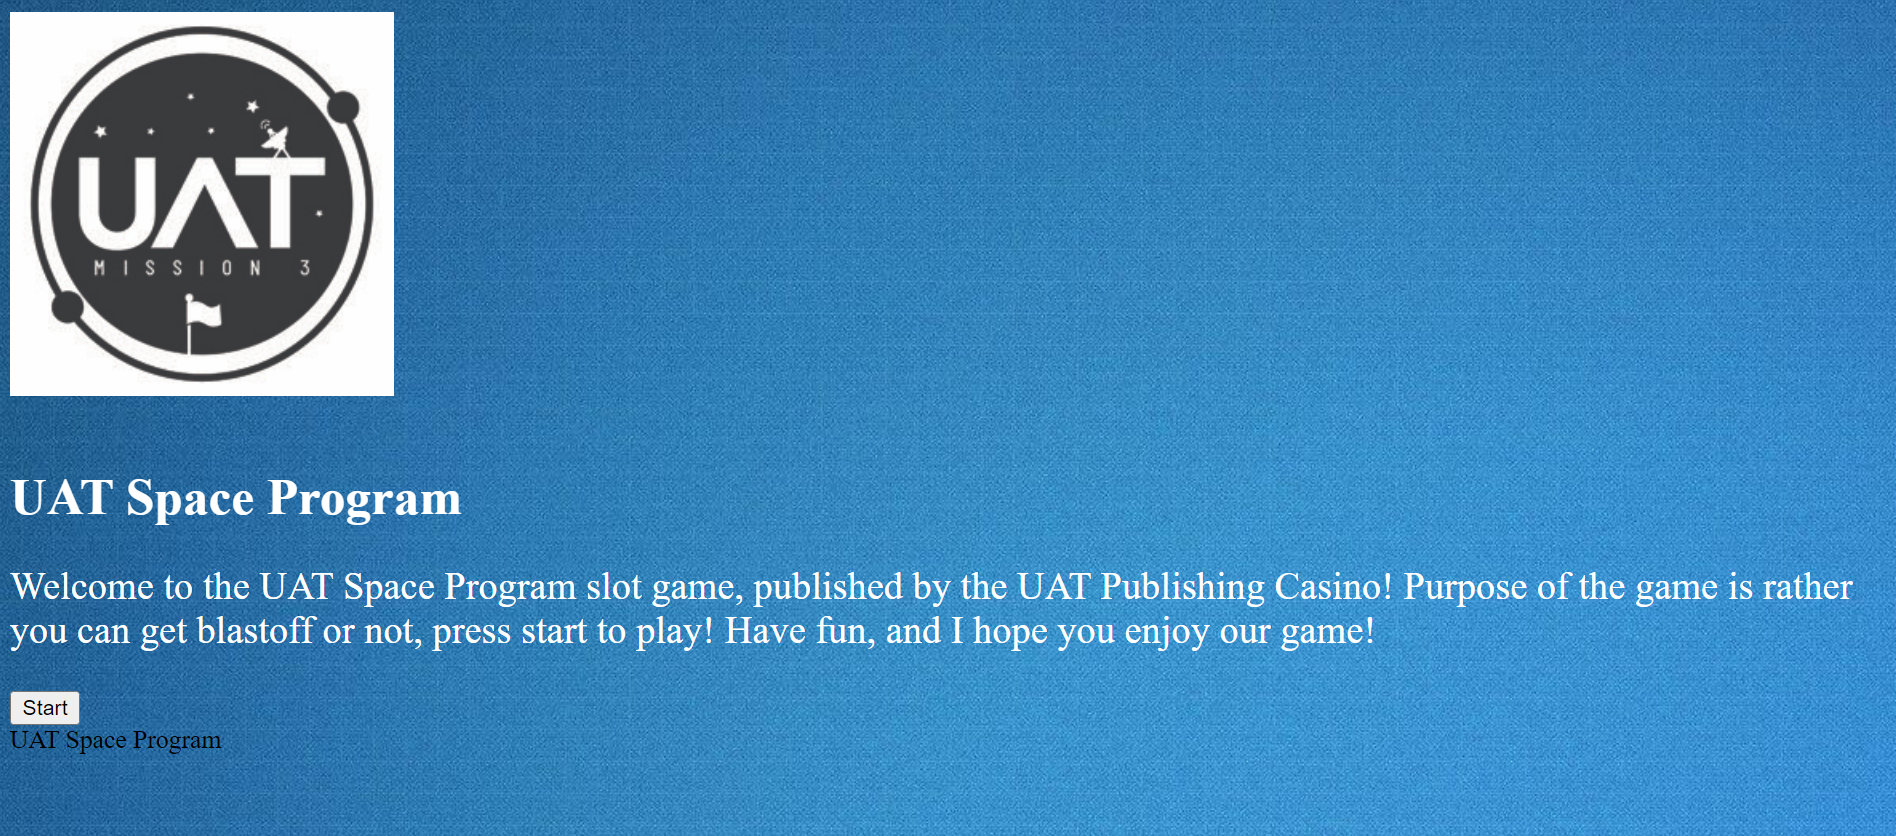 UAT
MISSION 3
UAT Space Program
Welcome to the UAT Space Program slot game, published by the UAT Publishing Casino! Purpose of the game is rather
you can get blastoff or not, press start to play! Have fun, and I hope you enjoy our game!
Start
UAT Space Program